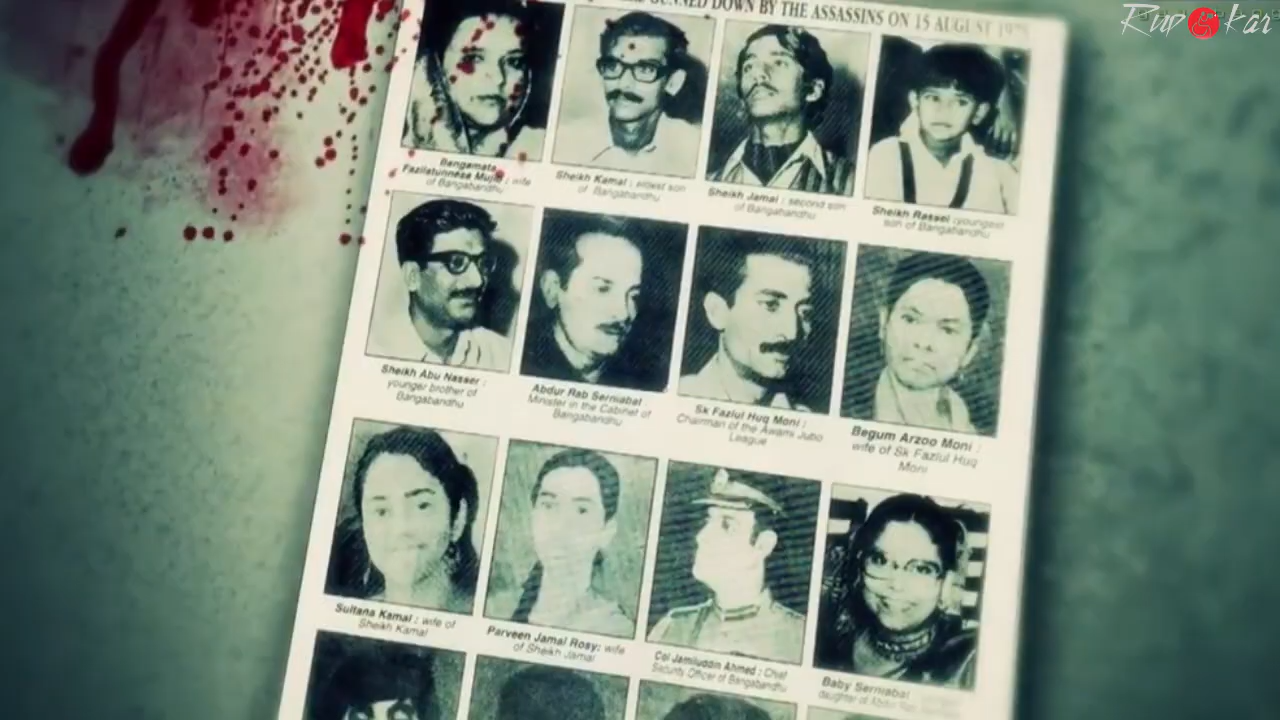 Rup kar
GUNNED DOWN BY THE ASSASSINS ON 15 AUGUST 1975
Bangamata
Fazilatunnesa Mujib : wife
of Bangabandhu
Sheikh Kamal : eldest son
of Bangabandhu
Sheikh Jamal : second son
of Bangabandhu
Sheikh Rassel : youngest
son of Bangabandhu
Sheikh Abu Nasser :
younger brother of
Bangabandhu
Abdur Rab Serniabat
Minister in the Cabinet of
Bangabandhu
Sk Fazlul Huq Moni :
Chairman of the Awami Jubo
League
Begum Arzoo Moni :
wife of Sk Fazlul Huq
Moni
Sultana Kamal : wife of
Sheikh Kamal
Parveen Jamal Rosy: wife
of Sheikh Jamal
Col Jamiluddin Ahmed : Chief
Security Officer of Bangabandhu
Baby Serniabat
daughter of Abdur Rab